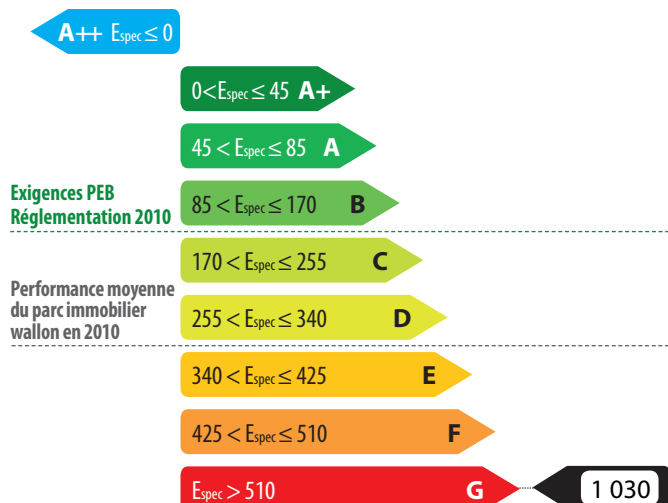 A++ Espec ≤ 0
0<Espec ≤ 45 A+
45 < Espec ≤ 85 A
Exigences PEB
Réglementation 2010
85 < Espec ≤ 170 B
170 < Espec ≤ 255 C
Performance moyenne
du parc immobilier
wallon en 2010
255 < Espec ≤ 340 D
340 < Espec ≤ 425 E
425 < Espec ≤ 510 F
Espec > 510 G 1 030